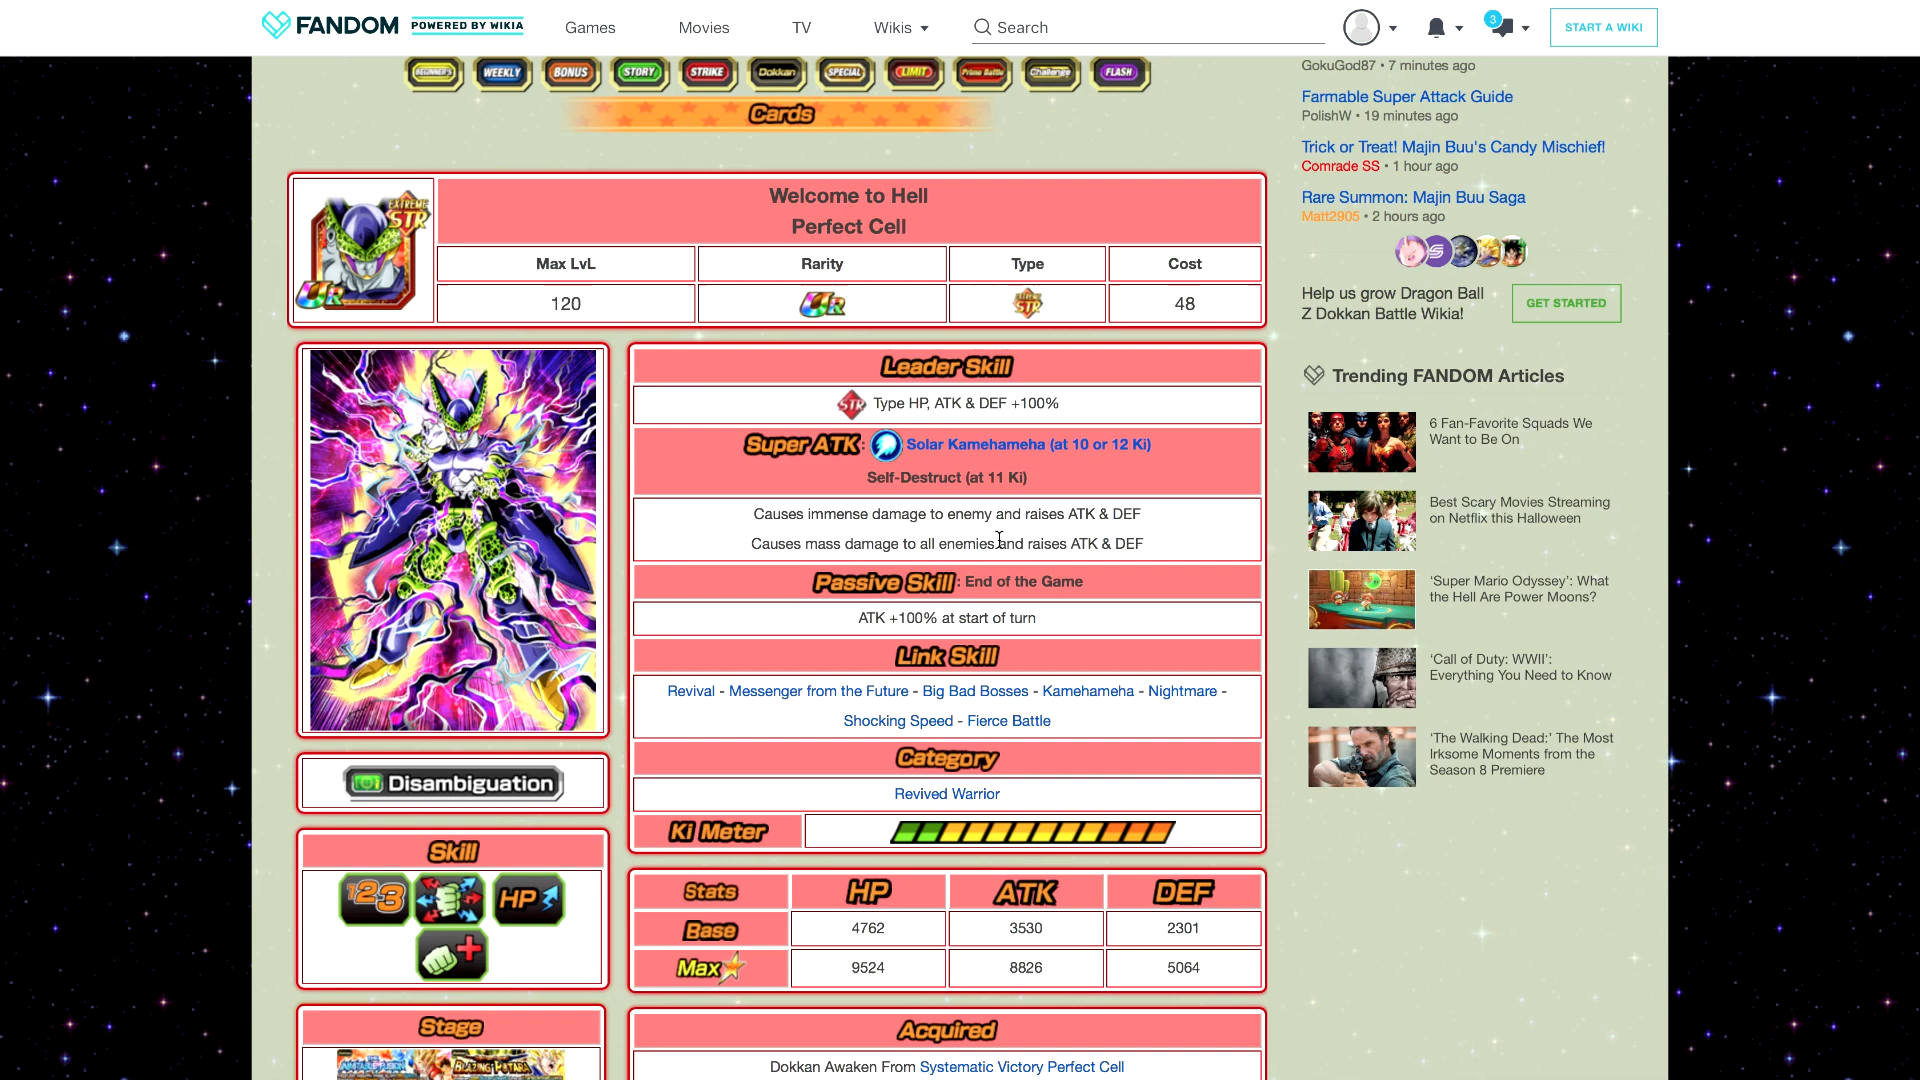 FANDOM POWERED BY WIKIA
Games
Movies
TV
Wikis
Search
3
START A WIKI
BEGINNER'S
WEEKLY
BONUS
STORY
STRIKE
Dokkan
SPECIAL
LIMIT
Prime Battle
Challenge
FLASH
Cards
GokuGod87 • 7 minutes ago
Farmable Super Attack Guide
PolishW • 19 minutes ago
Trick or Treat! Majin Buu's Candy Mischief!
Comrade SS • 1 hour ago
Rare Summon: Majin Buu Saga
Matt2905 • 2 hours ago
Help us grow Dragon Ball
Z Dokkan Battle Wikia!
GET STARTED
Trending FANDOM Articles
6 Fan-Favorite Squads We
Want to Be On
Best Scary Movies Streaming
on Netflix this Halloween
‘Super Mario Odyssey’: What
the Hell Are Power Moons?
‘Call of Duty: WWII’:
Everything You Need to Know
‘The Walking Dead:’ The Most
Irksome Moments from the
Season 8 Premiere
EXTREME
STR
UR
Welcome to Hell
Perfect Cell
Max LvL
Rarity
Type
Cost
120
UR
STR
48
Leader Skill
STR Type HP, ATK & DEF +100%
Super ATK: Solar Kamehameha (at 10 or 12 Ki)
Self-Destruct (at 11 Ki)
Causes immense damage to enemy and raises ATK & DEF
Causes mass damage to all enemies and raises ATK & DEF
Passive Skill: End of the Game
ATK +100% at start of turn
Link Skill
Revival - Messenger from the Future - Big Bad Bosses - Kamehameha - Nightmare -
Shocking Speed - Fierce Battle
Category
Revived Warrior
Ki Meter
Disambiguation
Skill
123
HP
Stage
BLAZING POTARA
Stats
HP
ATK
DEF
Base
4762
3530
2301
Max
9524
8826
5064
Acquired
Dokkan Awaken From Systematic Victory Perfect Cell